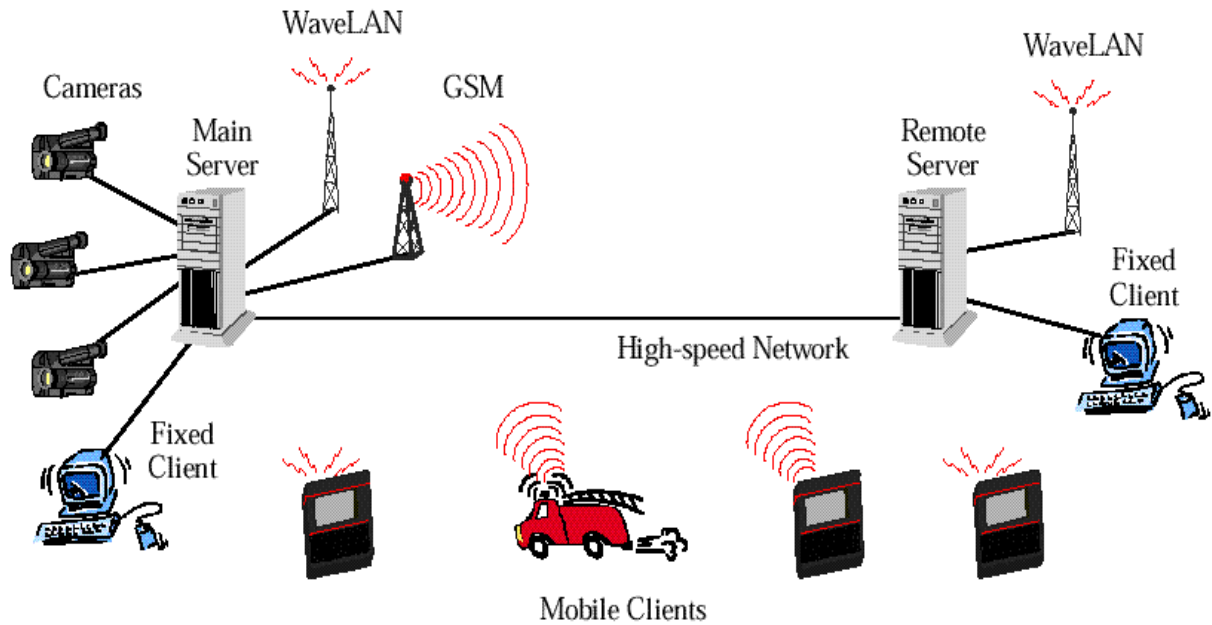 WaveLAN
WaveLAN
Cameras
GSM
Main
Server
Remote
Server
Fixed
Client
High-speed Network
Fixed
Client
Mobile Clients